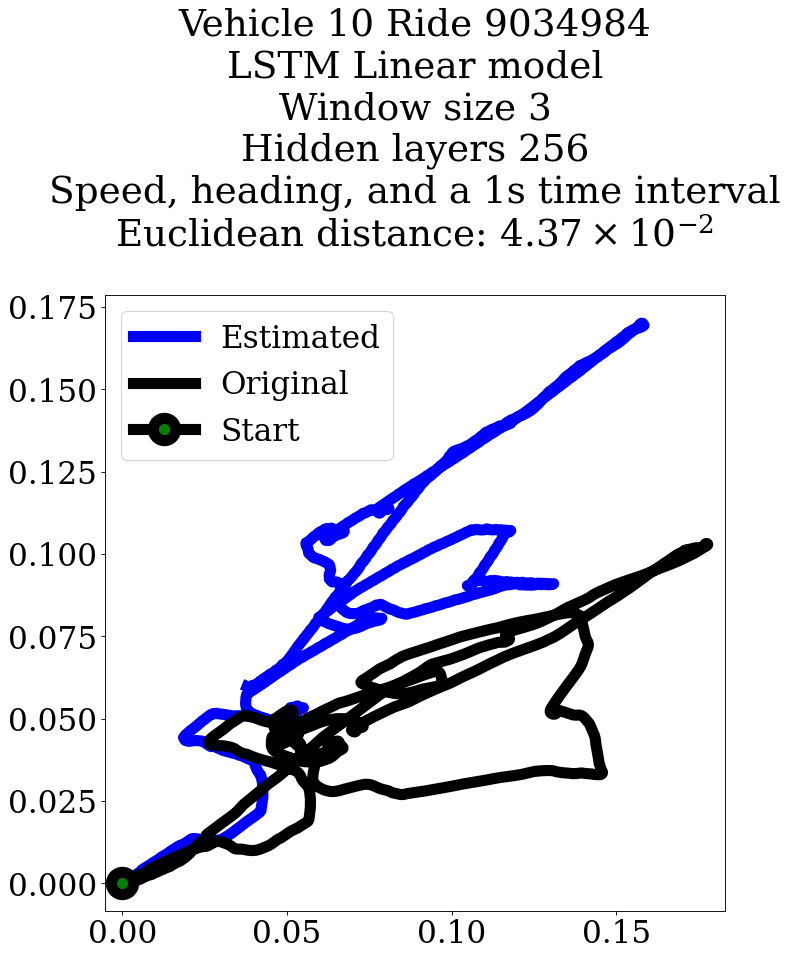 Vehicle 10 Ride 9034984
LSTM Linear model
Window size 3
Hidden layers 256
Speed, heading, and a 1s time interval
Euclidean distance: 4.37 × 10⁻²
0.175
Estimated
0.150
Original
Start
0.125
0.100
0.075
0.050
0.025
0.000
0.00 0.05 0.10 0.15